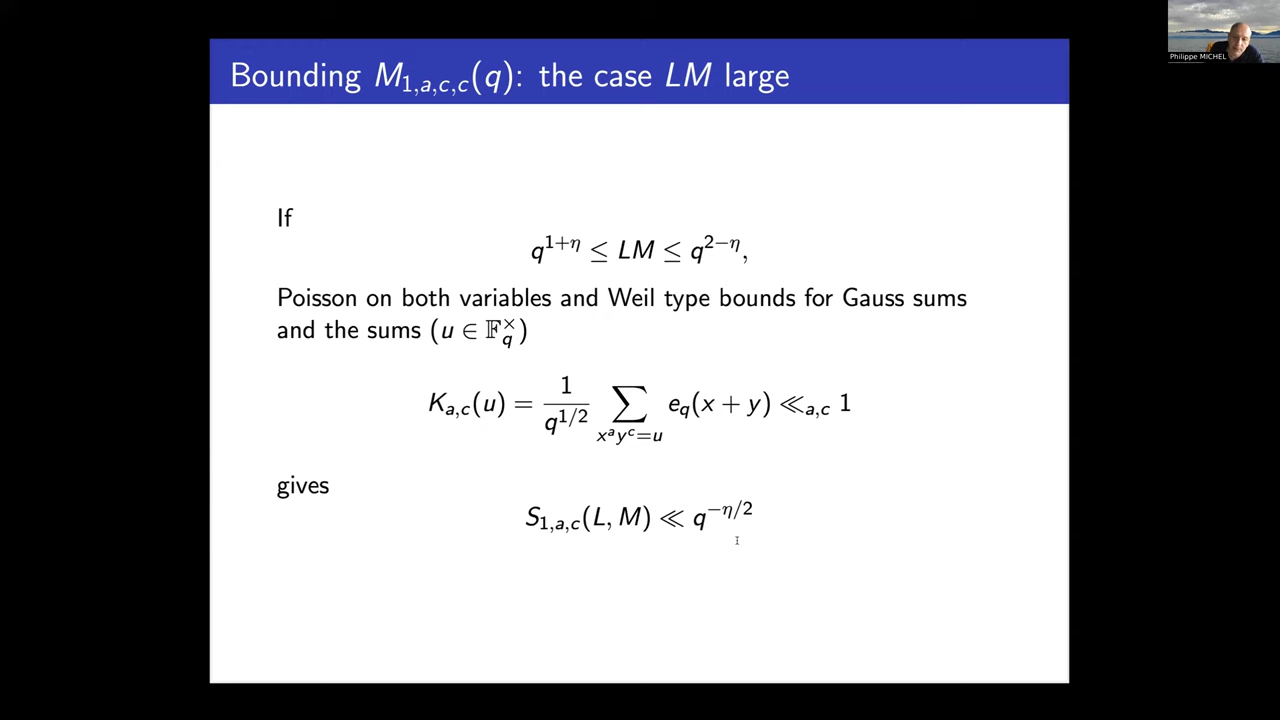 Bounding M_{1,a,c,c}(q): the case LM large
If
q^{1+η} ≤ LM ≤ q^{2−η},
Poisson on both variables and Weil type bounds for Gauss sums
and the sums (u ∈ 𝔽_q^×)
K_{a,c}(u) = \frac{1}{q^{1/2}} ∑_{x^a y^c=u} e_q(x + y) ≪_{a,c} 1
gives
S_{1,a,c}(L, M) ≪ q^{−η/2}
Philippe MICHEL